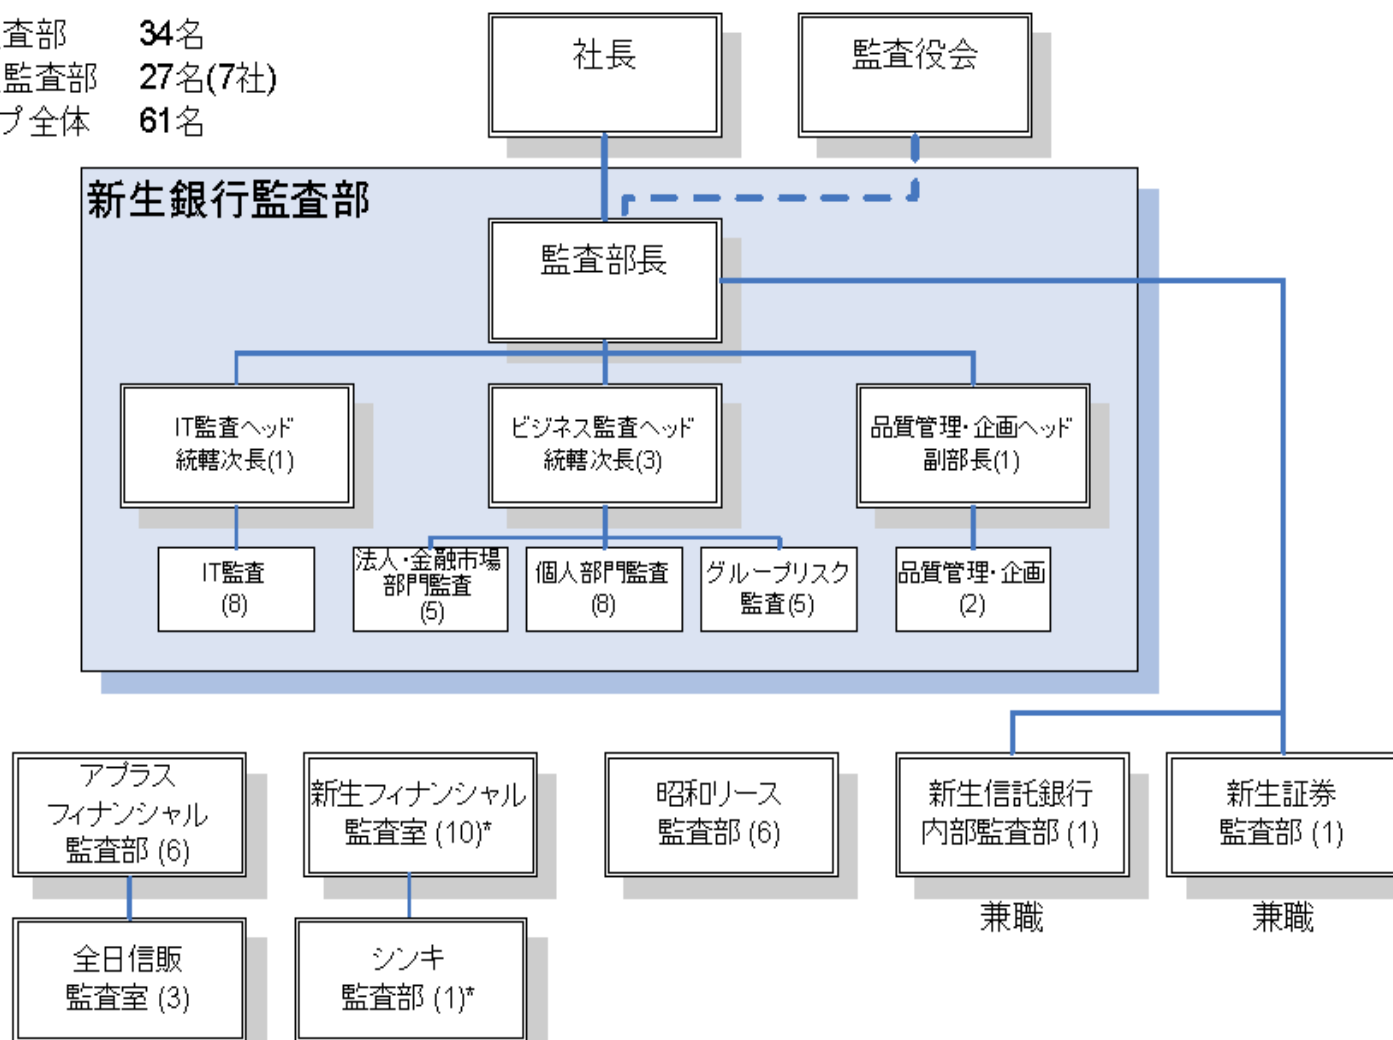 査部 34名
監査部 27名(7社)
プ全体 61名
社長
監査役会
新生銀行監査部
監査部長
IT監査ヘッド
統轄次長(1)
ビジネス監査ヘッド
統轄次長(3)
品質管理・企画ヘッド
副部長(1)
IT監査
(8)
法人・金融市場
部門監査
(5)
個人部門監査
(8)
グループリスク
監査(5)
品質管理・企画
(2)
アプラス
フィナンシャル
監査部 (6)
新生フィナンシャル
監査室 (10)*
昭和リース
監査部 (6)
新生信託銀行
内部監査部 (1)
新生証券
監査部 (1)
兼職
兼職
全日信販
監査室 (3)
シンキ
監査部 (1)*